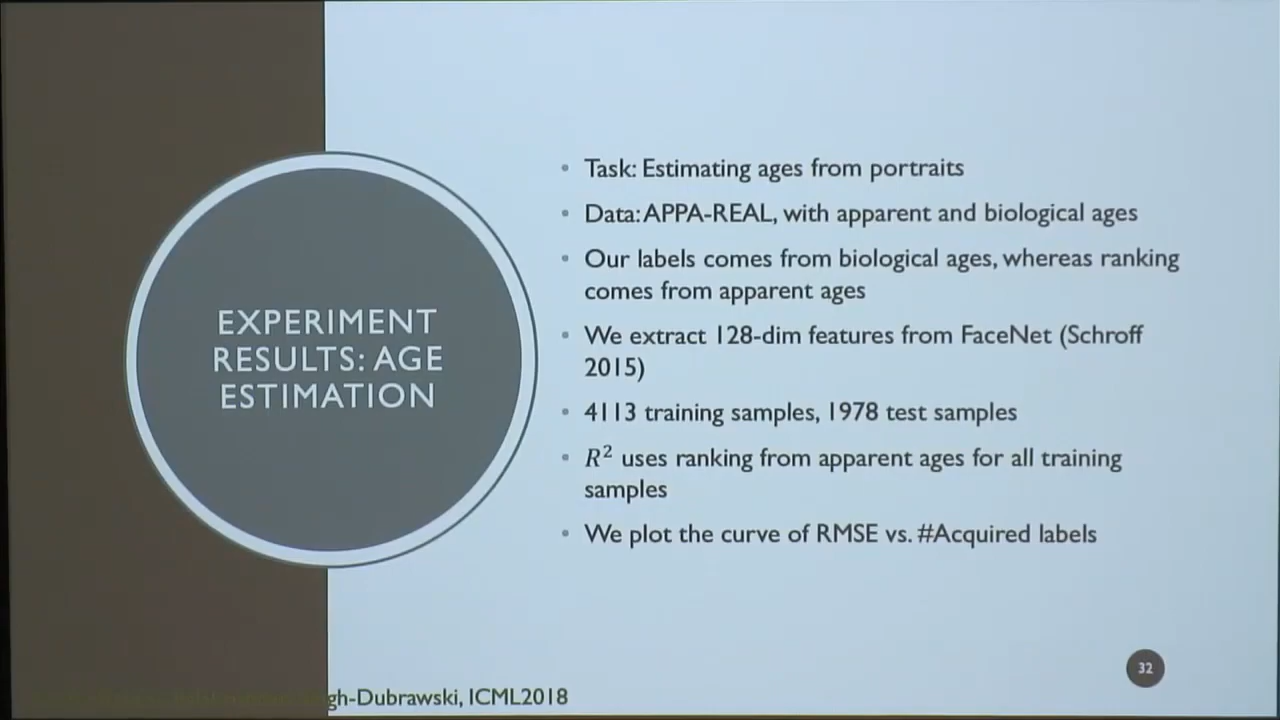 EXPERIMENT
RESULTS: AGE
ESTIMATION
• Task: Estimating ages from portraits
• Data: APPA-REAL, with apparent and biological ages
• Our labels comes from biological ages, whereas ranking
comes from apparent ages
• We extract 128-dim features from FaceNet (Schroff
2015)
• 4113 training samples, 1978 test samples
• R² uses ranking from apparent ages for all training
samples
• We plot the curve of RMSE vs. #Acquired labels
32
gh-Dubrawski, ICML2018